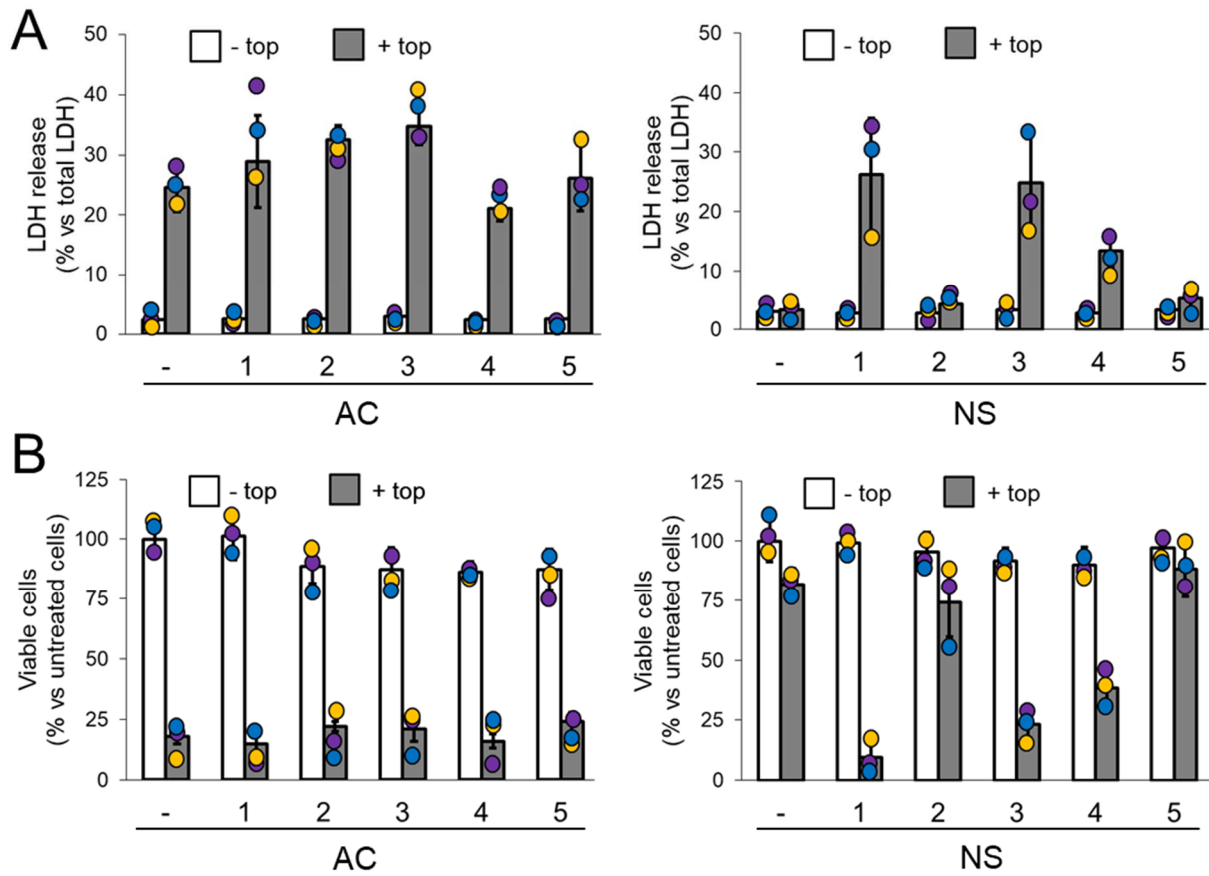 A
- top
+ top
LDH release
(% vs total LDH)
50
40
30
20
10
0
- 1 2 3 4 5
AC
- top
+ top
LDH release
(% vs total LDH)
50
40
30
20
10
0
- 1 2 3 4 5
NS
B
- top
+ top
Viable cells
(% vs untreated cells)
125
100
75
50
25
0
- 1 2 3 4 5
AC
- top
+ top
Viable cells
(% vs untreated cells)
125
100
75
50
25
0
- 1 2 3 4 5
NS